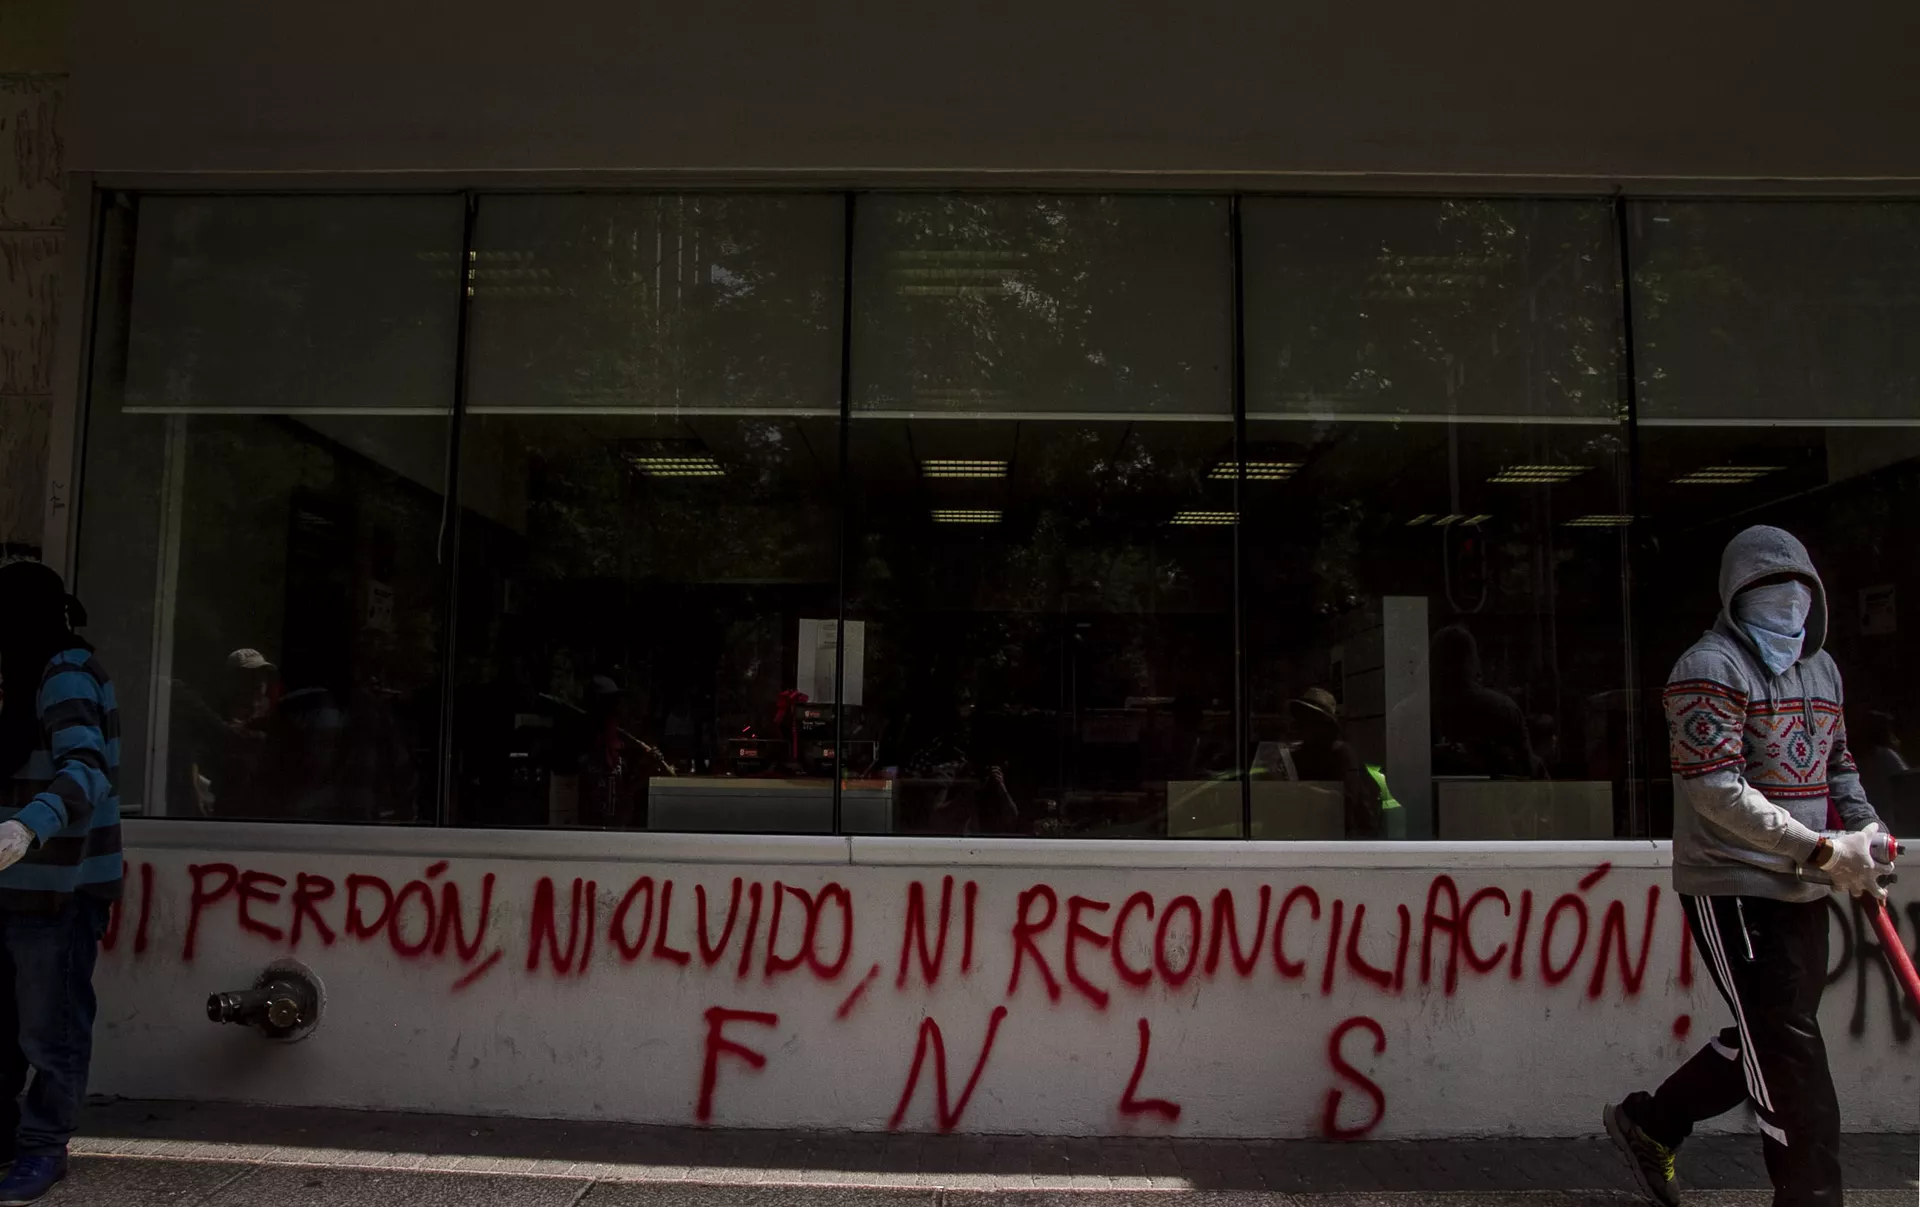 NI PERDÓN, NI OLVIDO, NI RECONCILIACIÓN!
F N L S